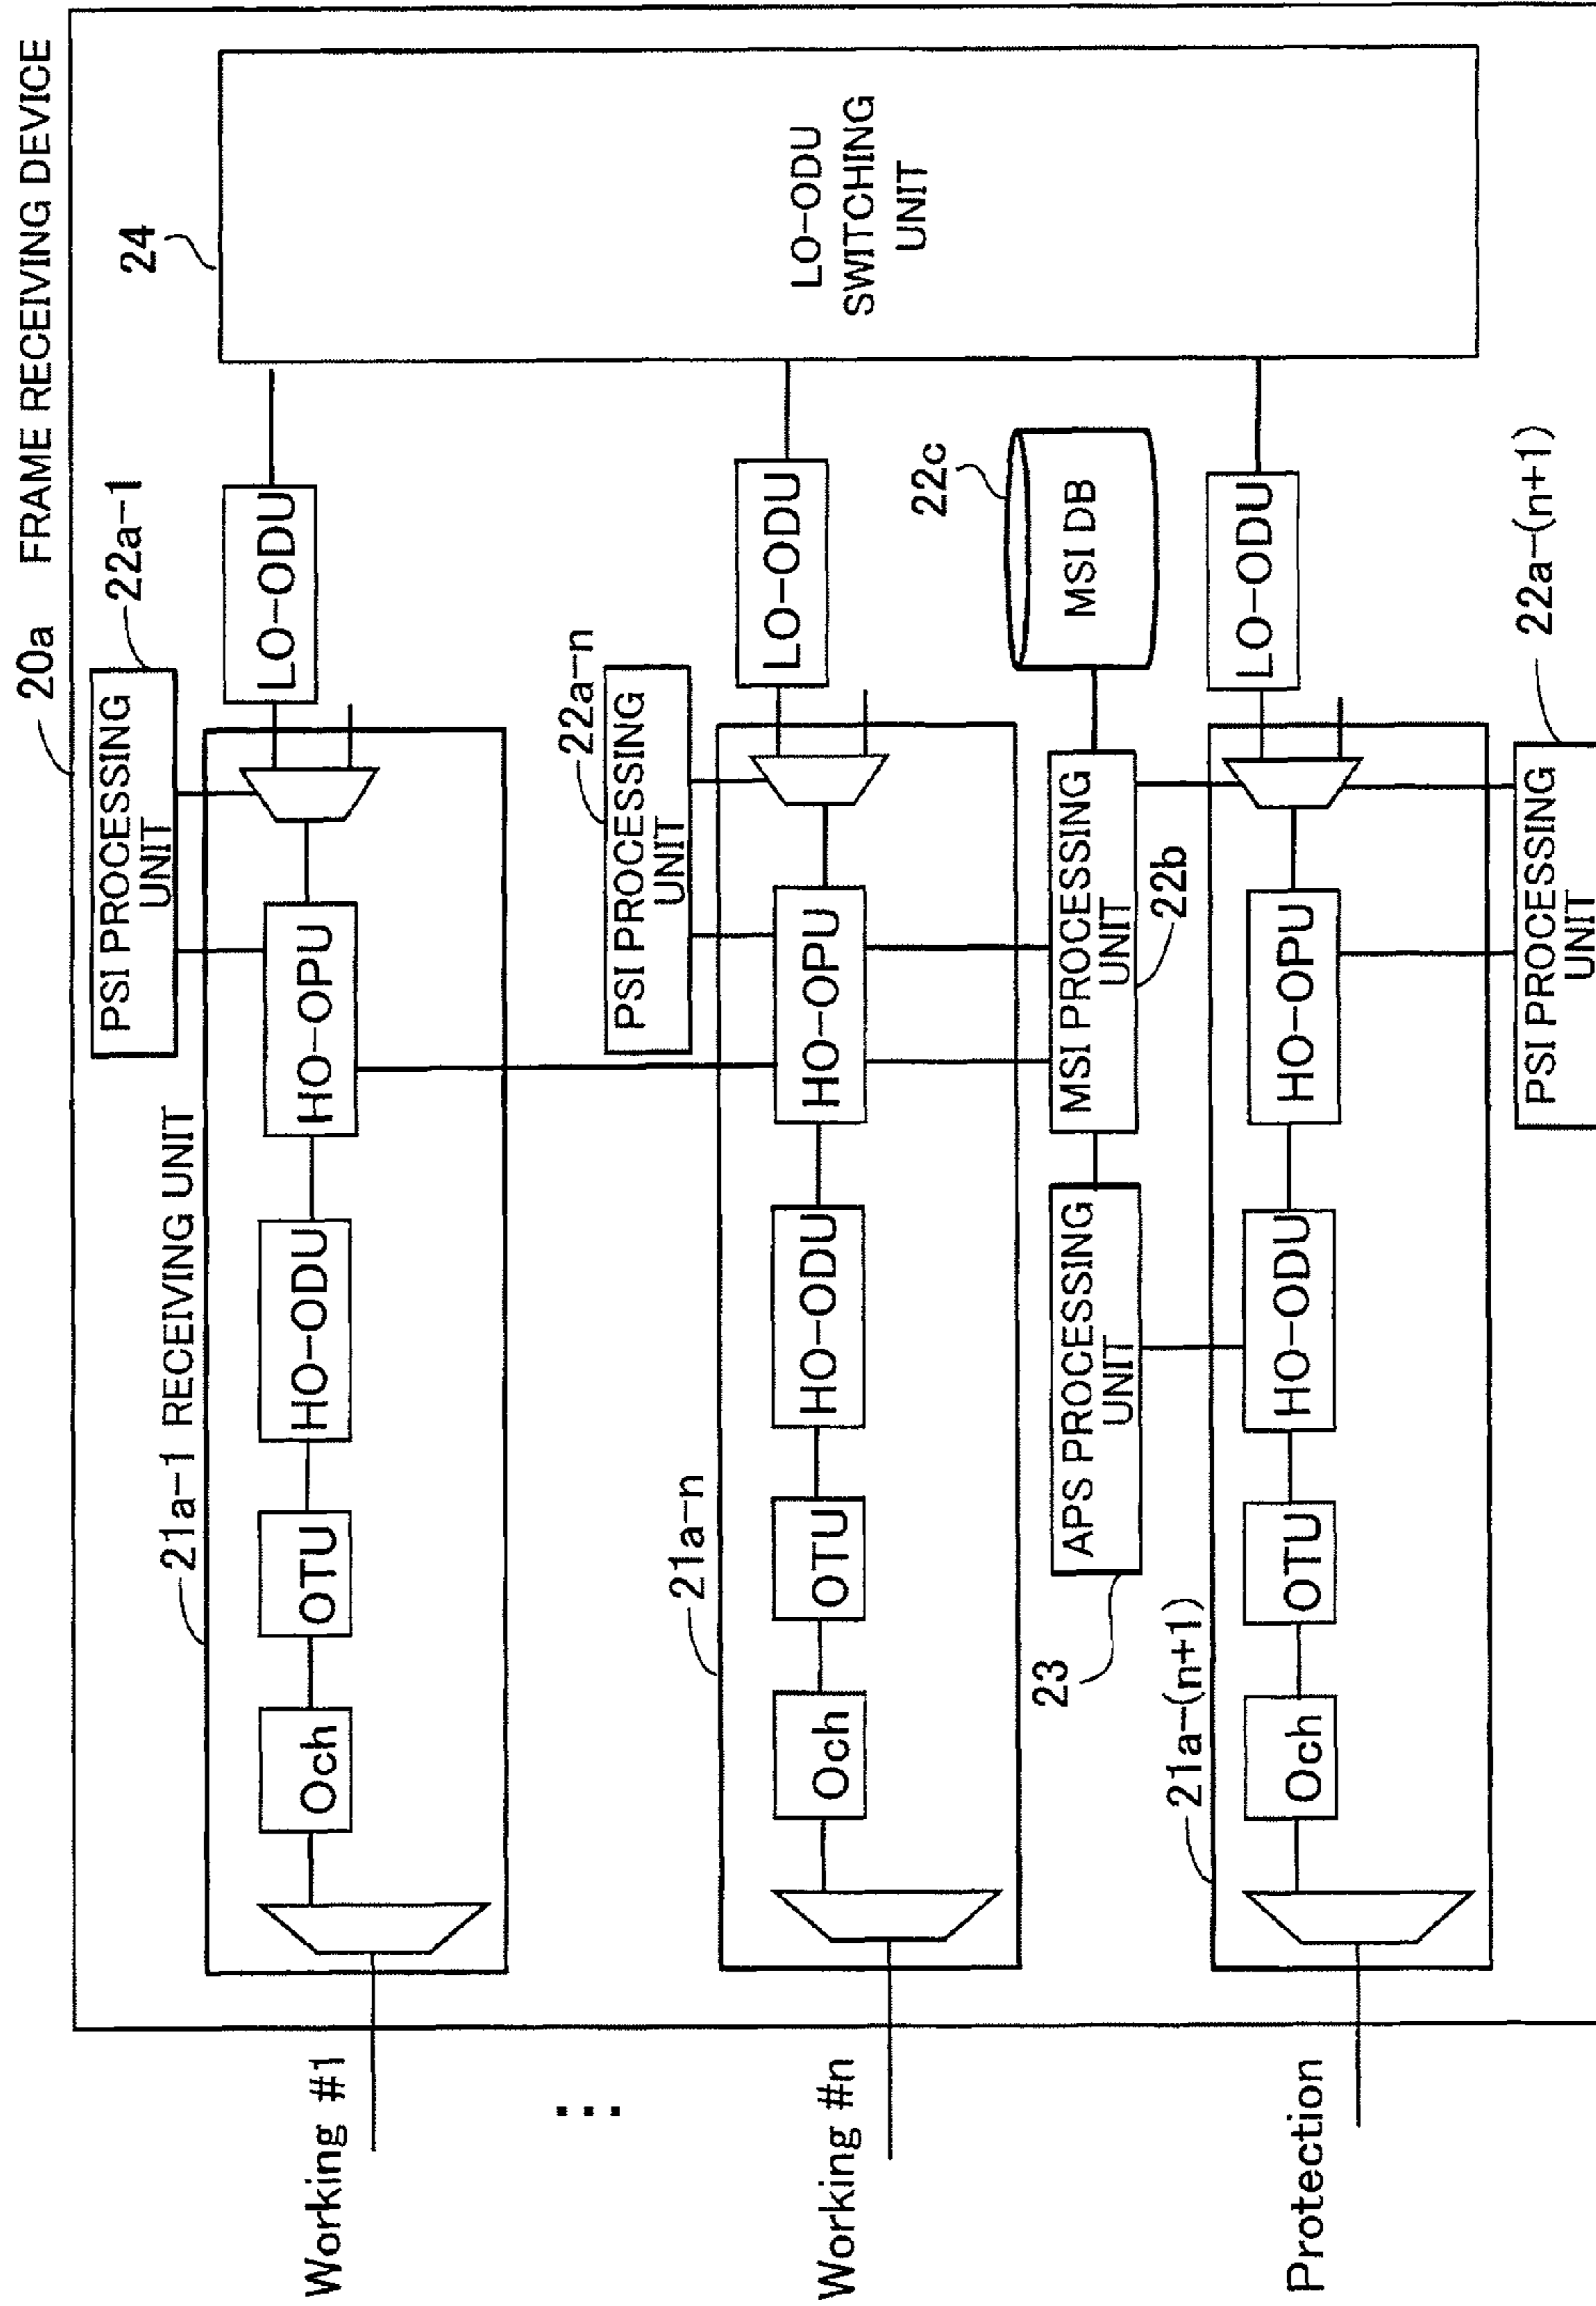 20a FRAME RECEIVING DEVICE
PSI PROCESSING
UNIT
22a-1
24
21a-1 RECEIVING UNIT
Working #1
Och
OTU
HO-ODU
HO-OPU
LO-ODU
LO-ODU
SWITCHING
UNIT
...
PSI PROCESSING
UNIT
22a-n
21a-n
Working #n
Och
OTU
HO-ODU
HO-OPU
LO-ODU
23
APS PROCESSING
UNIT
MSI PROCESSING
UNIT
22b
MSI DB
22c
21a-(n+1)
Protection
Och
OTU
HO-ODU
HO-OPU
LO-ODU
PSI PROCESSING
UNIT
22a-(n+1)